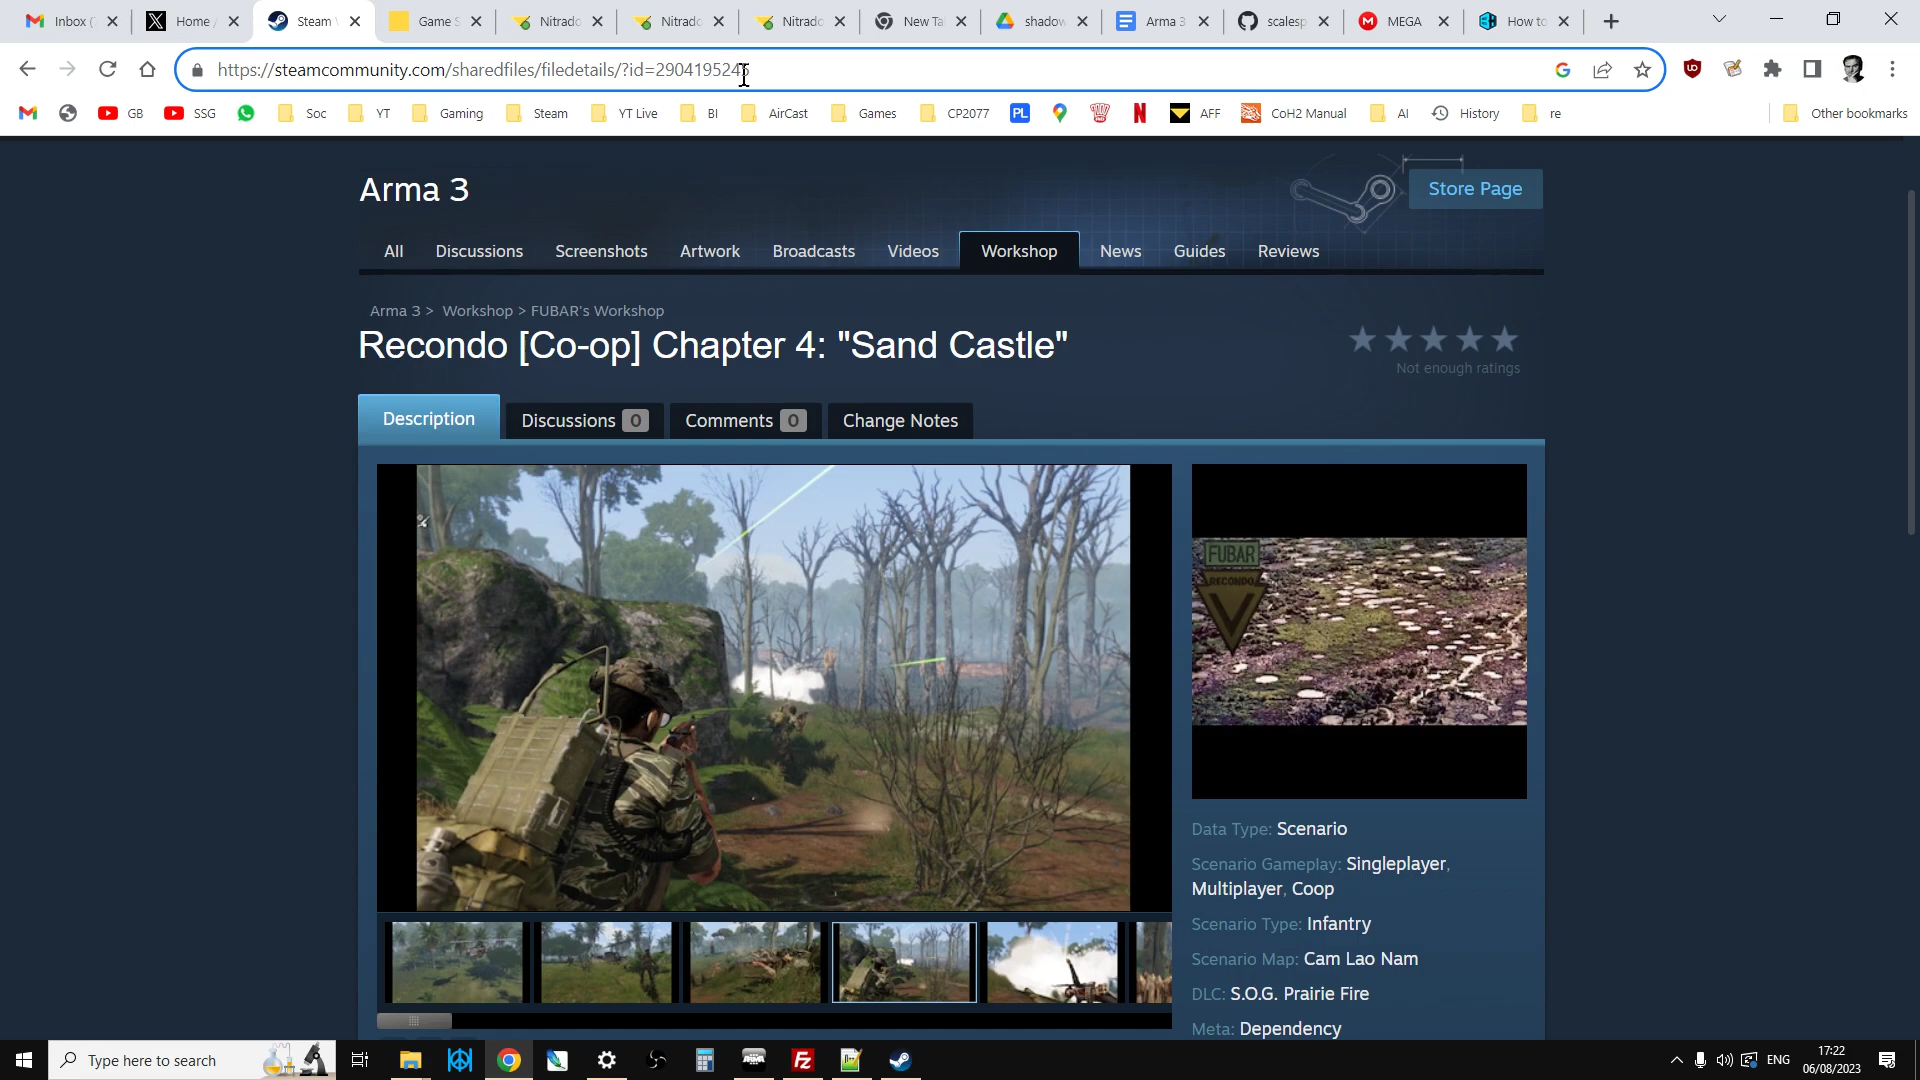 Inbox (
Home /
Steam
Game S
Nitrado
Nitrado
Nitrado
New Ta
shadow
Arma 3
scalesp
MEGA
How to
https://steamcommunity.com/sharedfiles/filedetails/?id=2904195245
GB
SSG
Soc
YT
Gaming
Steam
YT Live
BI
AirCast
Games
CP2077
PL
AFF
CoH2 Manual
AI
History
re
Other bookmarks
Arma 3
Store Page
All
Discussions
Screenshots
Artwork
Broadcasts
Videos
Workshop
News
Guides
Reviews
Arma 3 > Workshop > FUBAR's Workshop
Recondo [Co-op] Chapter 4: "Sand Castle"
Not enough ratings
Description
Discussions 0
Comments 0
Change Notes
FUBAR
RECONDO
Data Type: Scenario
Scenario Gameplay: Singleplayer,
Multiplayer, Coop
Scenario Type: Infantry
Scenario Map: Cam Lao Nam
DLC: S.O.G. Prairie Fire
Meta: Dependency
Type here to search
ENG
17:22
06/08/2023